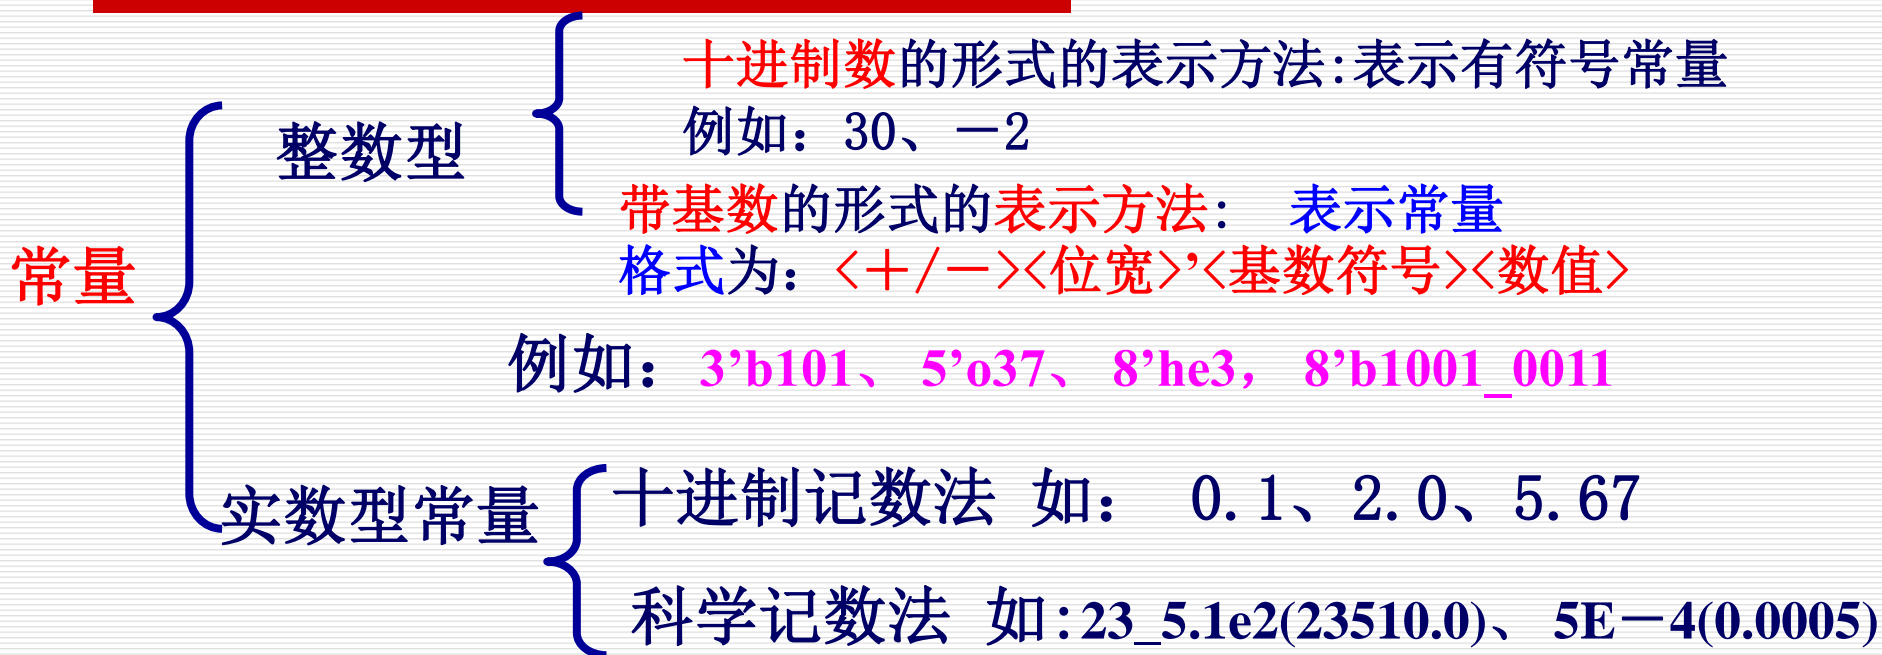 十进制数的形式的表示方法:表示有符号常量
例如：30、－2
整数型
带基数的形式的表示方法： 表示常量
格式为：<＋/－><位宽>’<基数符号><数值>
常量
例如：3’b101、 5’o37、 8’he3， 8’b1001_0011
实数型常量
十进制记数法 如： 0.1、2.0、5.67
科学记数法 如:23_5.1e2(23510.0)、 5E－4(0.0005)